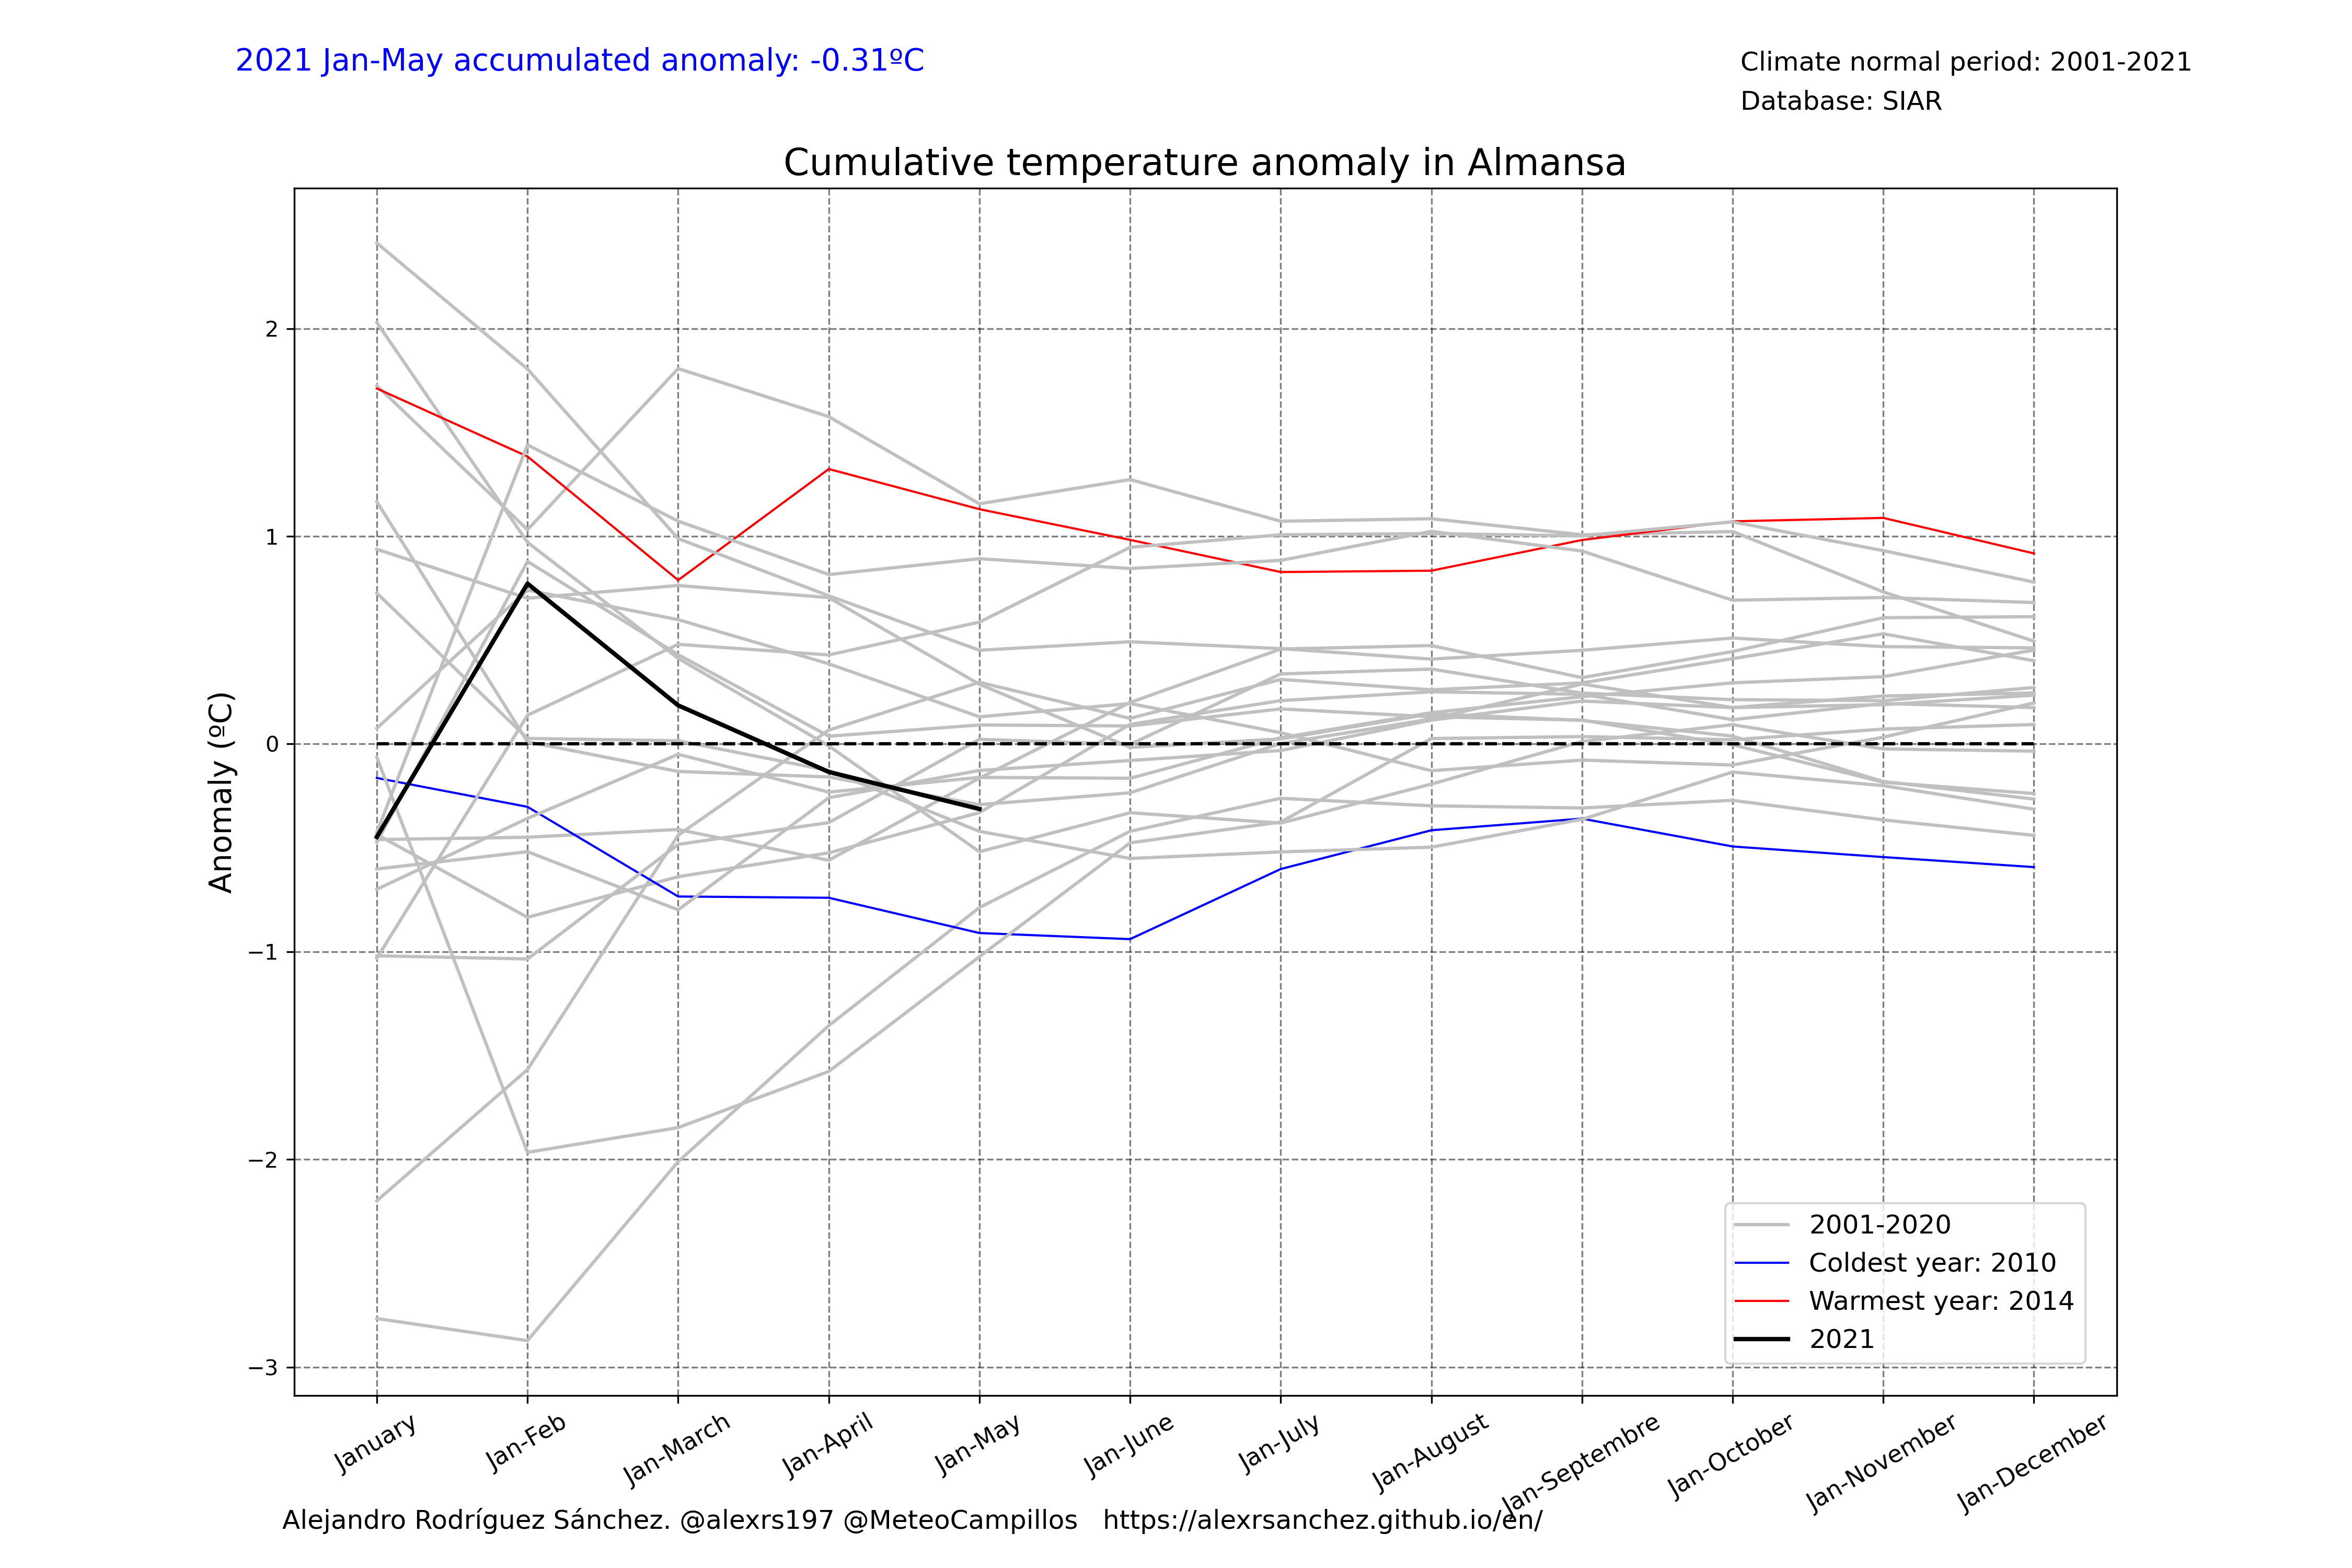 2021 Jan-May accumulated anomaly: -0.31ºC
Climate normal period: 2001-2021
Database: SIAR
Cumulative temperature anomaly in Almansa
Anomaly (ºC)
2
1
0
−1
−2
−3
January
Jan-Feb
Jan-March
Jan-April
Jan-May
Jan-June
Jan-July
Jan-August
Jan-Septembre
Jan-October
Jan-November
Jan-December
2001-2020
Coldest year: 2010
Warmest year: 2014
2021
Alejandro Rodríguez Sánchez. @alexrs197 @MeteoCampillos   https://alexrsanchez.github.io/en/